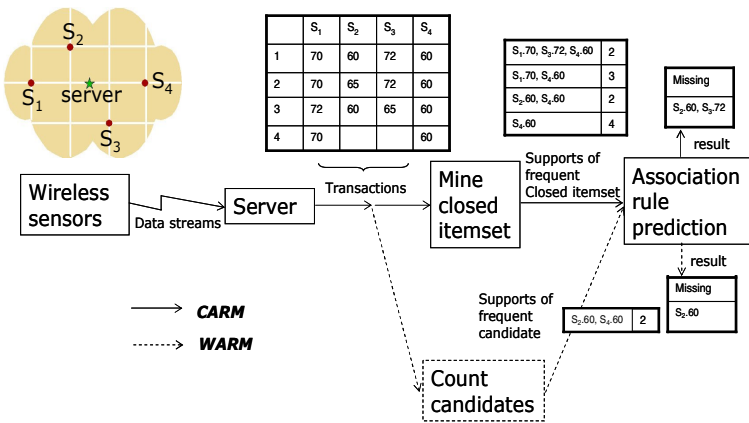 S2
S1
server
S4
S3
S1 S2 S3 S4
1 70 60 72 60
2 70 65 72 60
3 72 60 65 60
4 70 60
S1.70, S3.72, S4.60 2
S1.70, S4.60 3
S2.60, S4.60 2
S4.60 4
Missing
S2.60, S3.72
result
Wireless
sensors
Data streams
Server
Transactions
Mine
closed
itemset
Supports of
frequent
Closed itemset
Association
rule
prediction
result
Missing
S2.60
CARM
WARM
Supports of
frequent
candidate
S2.60, S4.60 2
Count
candidates